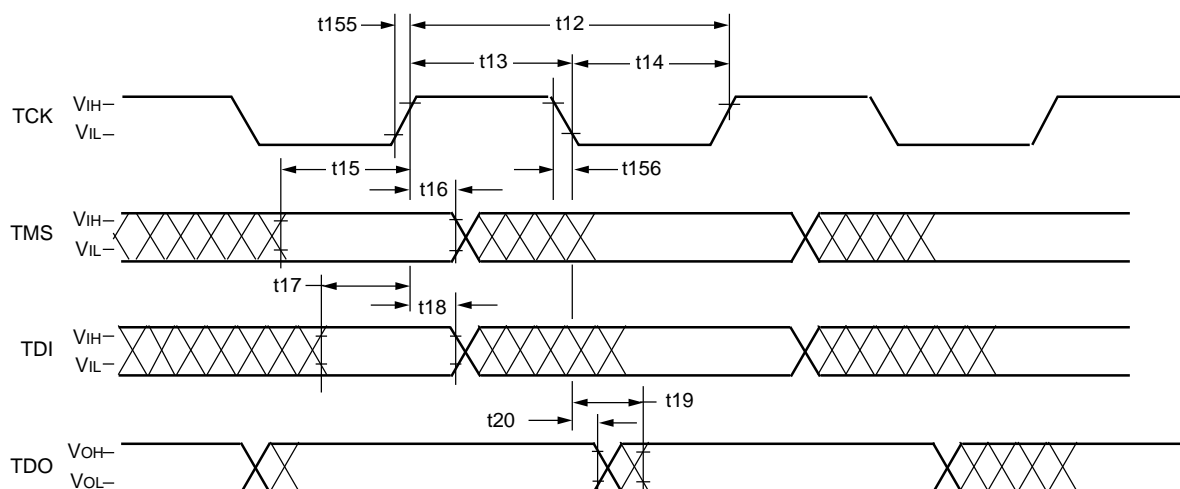 t155
t12
t13
t14
TCK
VIH
VIL
t15
t156
t16
TMS
VIH
VIL
t17
t18
TDI
VIH
VIL
t19
t20
TDO
VOH
VOL